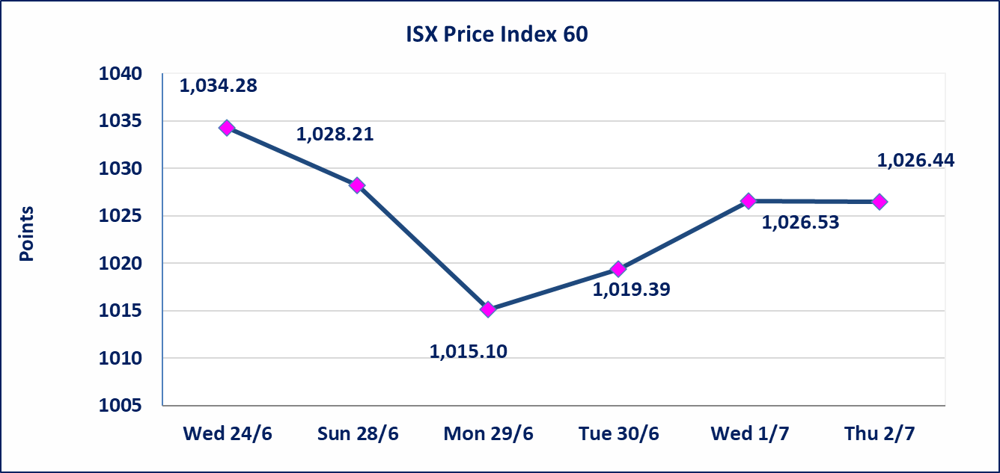 ISX Price Index 60
Points
1040
1035
1030
1025
1020
1015
1010
1005
1,034.28
1,028.21
1,015.10
1,019.39
1,026.53
1,026.44
Wed 24/6
Sun 28/6
Mon 29/6
Tue 30/6
Wed 1/7
Thu 2/7